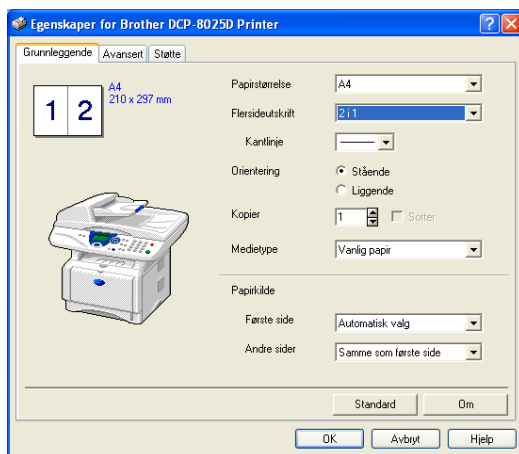 Egenskaper for Brother DCP-8025D Printer
Grunnleggende Avansert Støtte
A4
210 x 297 mm
1 2
Papirstørrelse A4
Flersideutskrift 2 i 1
Kantlinje
Orientering Stående
Liggende
Kopier 1 Sorter
Medietype Vanlig papir
Papirkilde
Første side Automatisk valg
Andre sider Samme som første side
Standard Om
OK Avbryt Hjelp